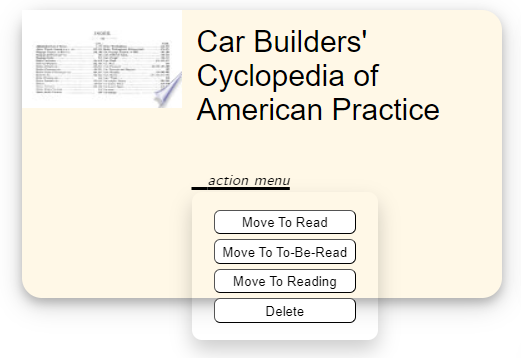 INDEX.
Car Builders'
Cyclopedia of
American Practice
action menu
Move To Read
Move To To-Be-Read
Move To Reading
Delete